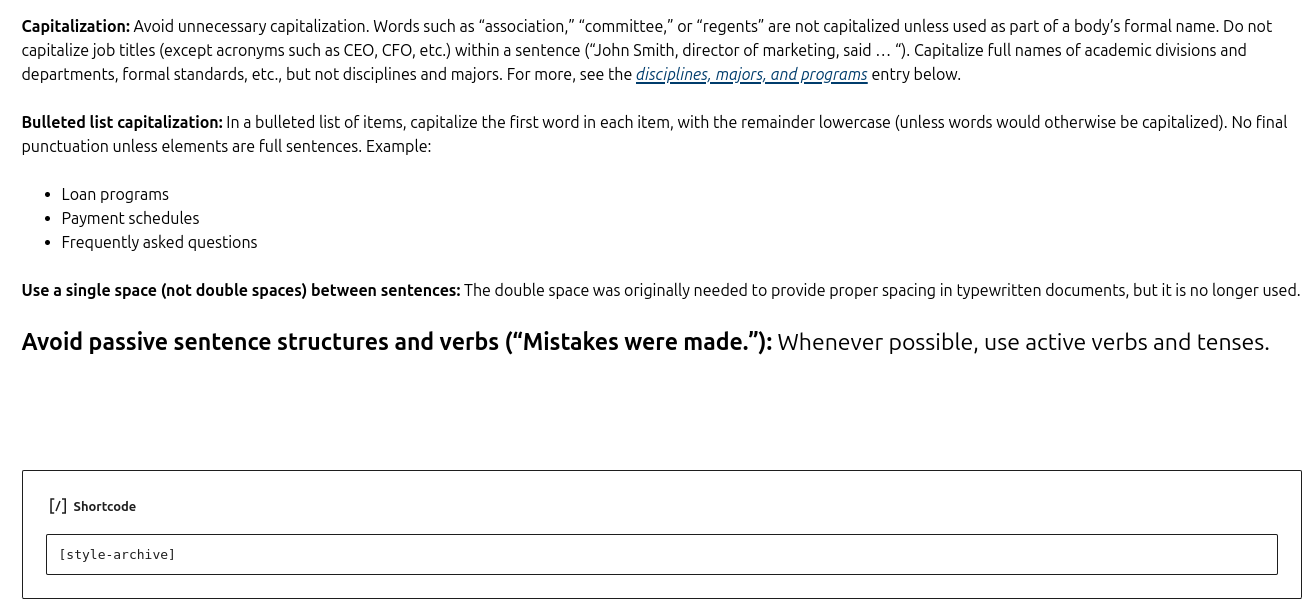 Capitalization: Avoid unnecessary capitalization. Words such as “association,” “committee,” or “regents” are not capitalized unless used as part of a body’s formal name. Do not
capitalize job titles (except acronyms such as CEO, CFO, etc.) within a sentence (“John Smith, director of marketing, said … “). Capitalize full names of academic divisions and
departments, formal standards, etc., but not disciplines and majors. For more, see the disciplines, majors, and programs entry below.
Bulleted list capitalization: In a bulleted list of items, capitalize the first word in each item, with the remainder lowercase (unless words would otherwise be capitalized). No final
punctuation unless elements are full sentences. Example:
• Loan programs
• Payment schedules
• Frequently asked questions
Use a single space (not double spaces) between sentences: The double space was originally needed to provide proper spacing in typewritten documents, but it is no longer used.
Avoid passive sentence structures and verbs (“Mistakes were made.”): Whenever possible, use active verbs and tenses.
[/] Shortcode
[style-archive]